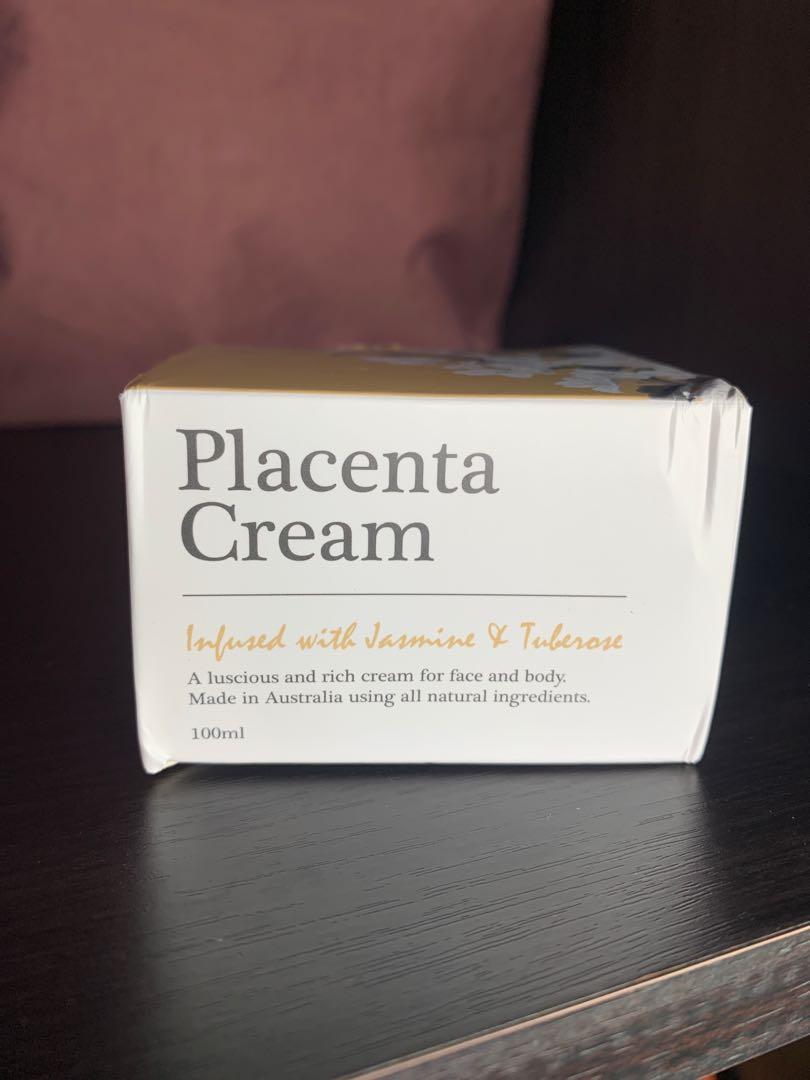 Placenta
Cream
Infused with Jasmine & Tuberose
A luscious and rich cream for face and body.
Made in Australia using all natural ingredients.
100ml